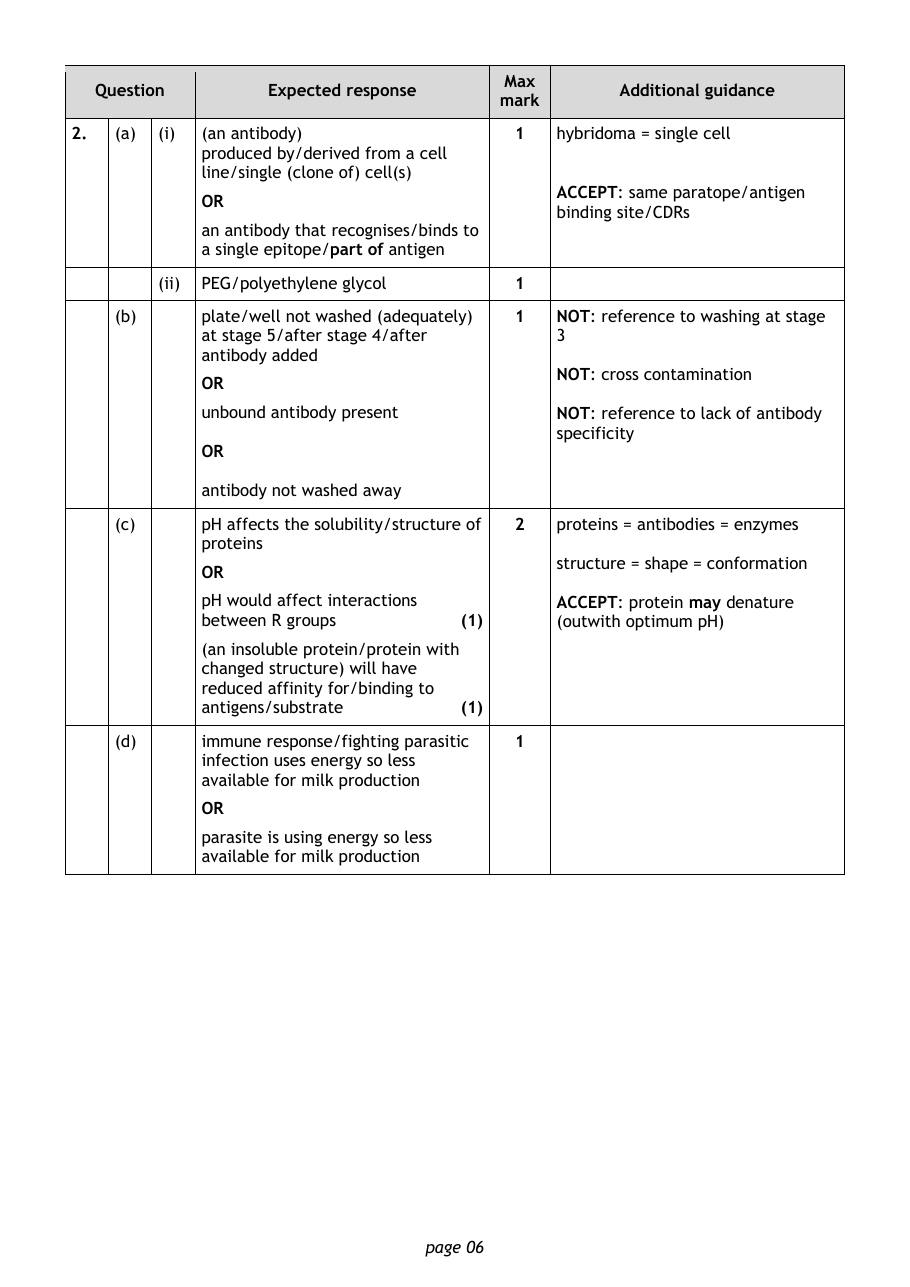 Question Expected response Max mark Additional guidance
2. (a) (i) (an antibody)
produced by/derived from a cell
line/single (clone of) cell(s)
OR
an antibody that recognises/binds to
a single epitope/part of antigen
1
hybridoma = single cell
ACCEPT: same paratope/antigen
binding site/CDRs
(ii) PEG/polyethylene glycol 1
(b) plate/well not washed (adequately)
at stage 5/after stage 4/after
antibody added
OR
unbound antibody present
OR
antibody not washed away
1
NOT: reference to washing at stage
3
NOT: cross contamination
NOT: reference to lack of antibody
specificity
(c) pH affects the solubility/structure of
proteins
OR
pH would affect interactions
between R groups (1)
(an insoluble protein/protein with
changed structure) will have
reduced affinity for/binding to
antigens/substrate (1)
2
proteins = antibodies = enzymes
structure = shape = conformation
ACCEPT: protein may denature
(outwith optimum pH)
(d) immune response/fighting parasitic
infection uses energy so less
available for milk production
OR
parasite is using energy so less
available for milk production
1
page 06